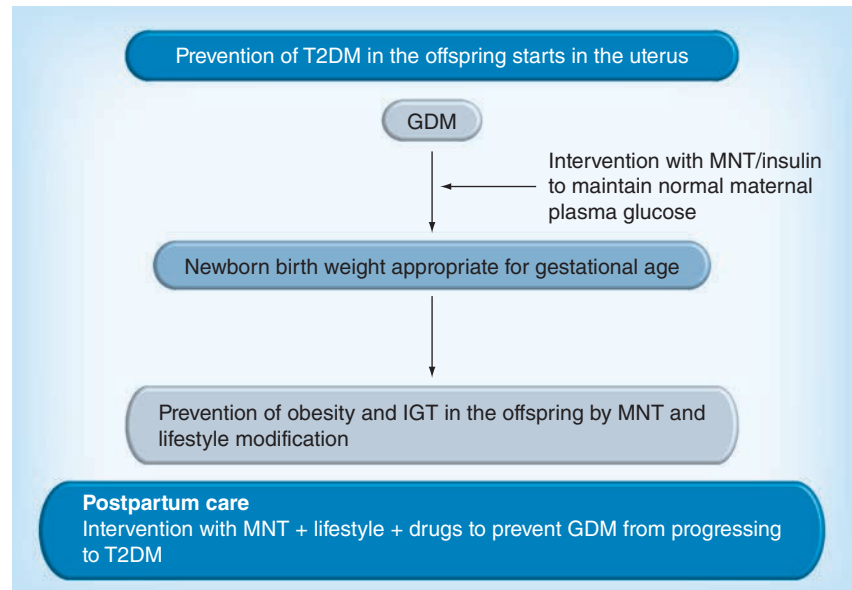 Prevention of T2DM in the offspring starts in the uterus
GDM
Intervention with MNT/insulin
to maintain normal maternal
plasma glucose
Newborn birth weight appropriate for gestational age
Prevention of obesity and IGT in the offspring by MNT and
lifestyle modification
Postpartum care
Intervention with MNT + lifestyle + drugs to prevent GDM from progressing
to T2DM